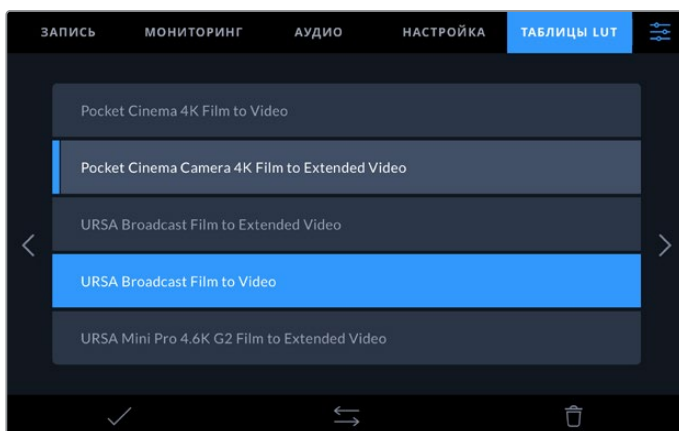 ЗАПИСЬ МОНИТОРИНГ АУДИО НАСТРОЙКА ТАБЛИЦЫ LUT
Pocket Cinema 4K Film to Video
Pocket Cinema Camera 4K Film to Extended Video
URSA Broadcast Film to Extended Video
URSA Broadcast Film to Video
URSA Mini Pro 4.6K G2 Film to Extended Video